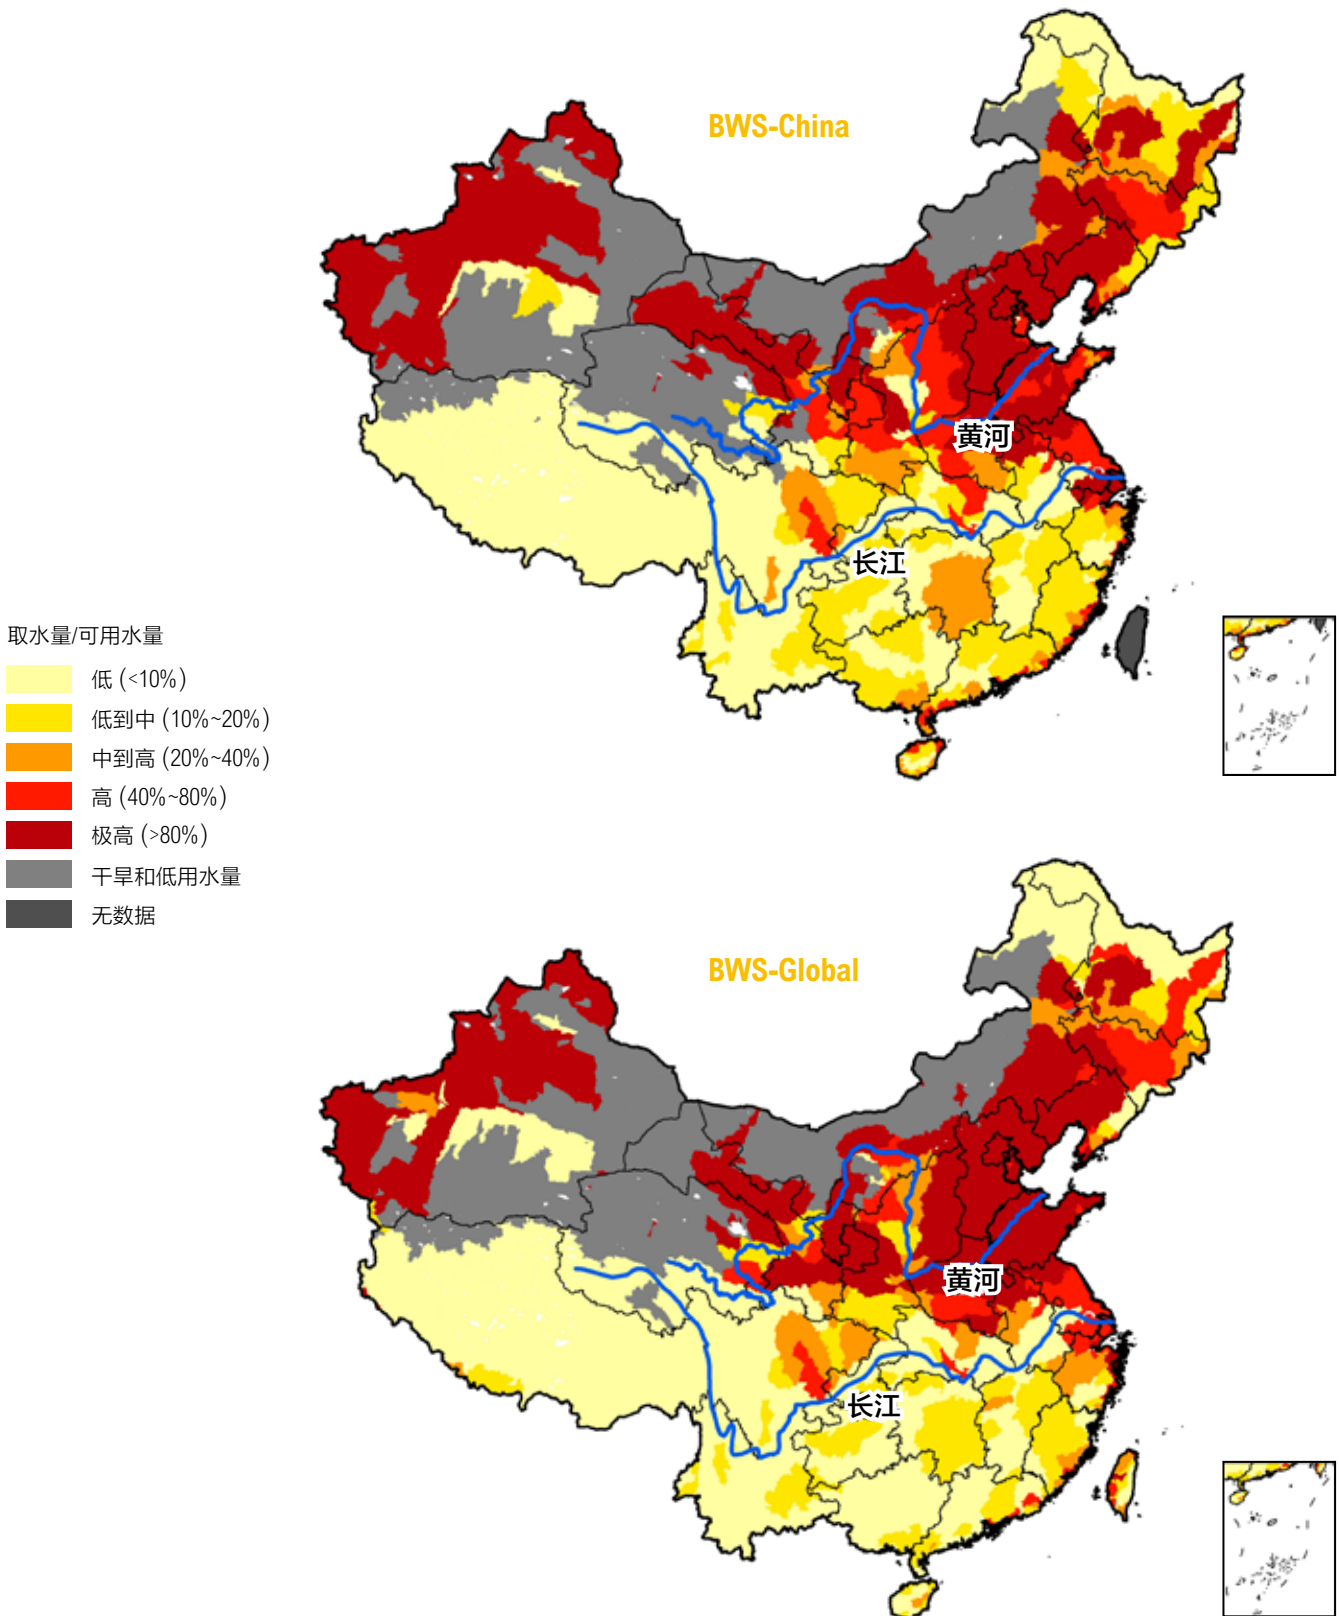 BWS-China
黄河
长江
取水量/可用水量
低 (<10%)
低到中 (10%~20%)
中到高 (20%~40%)
高 (40%~80%)
极高 (>80%)
干旱和低用水量
无数据
BWS-Global
黄河
长江